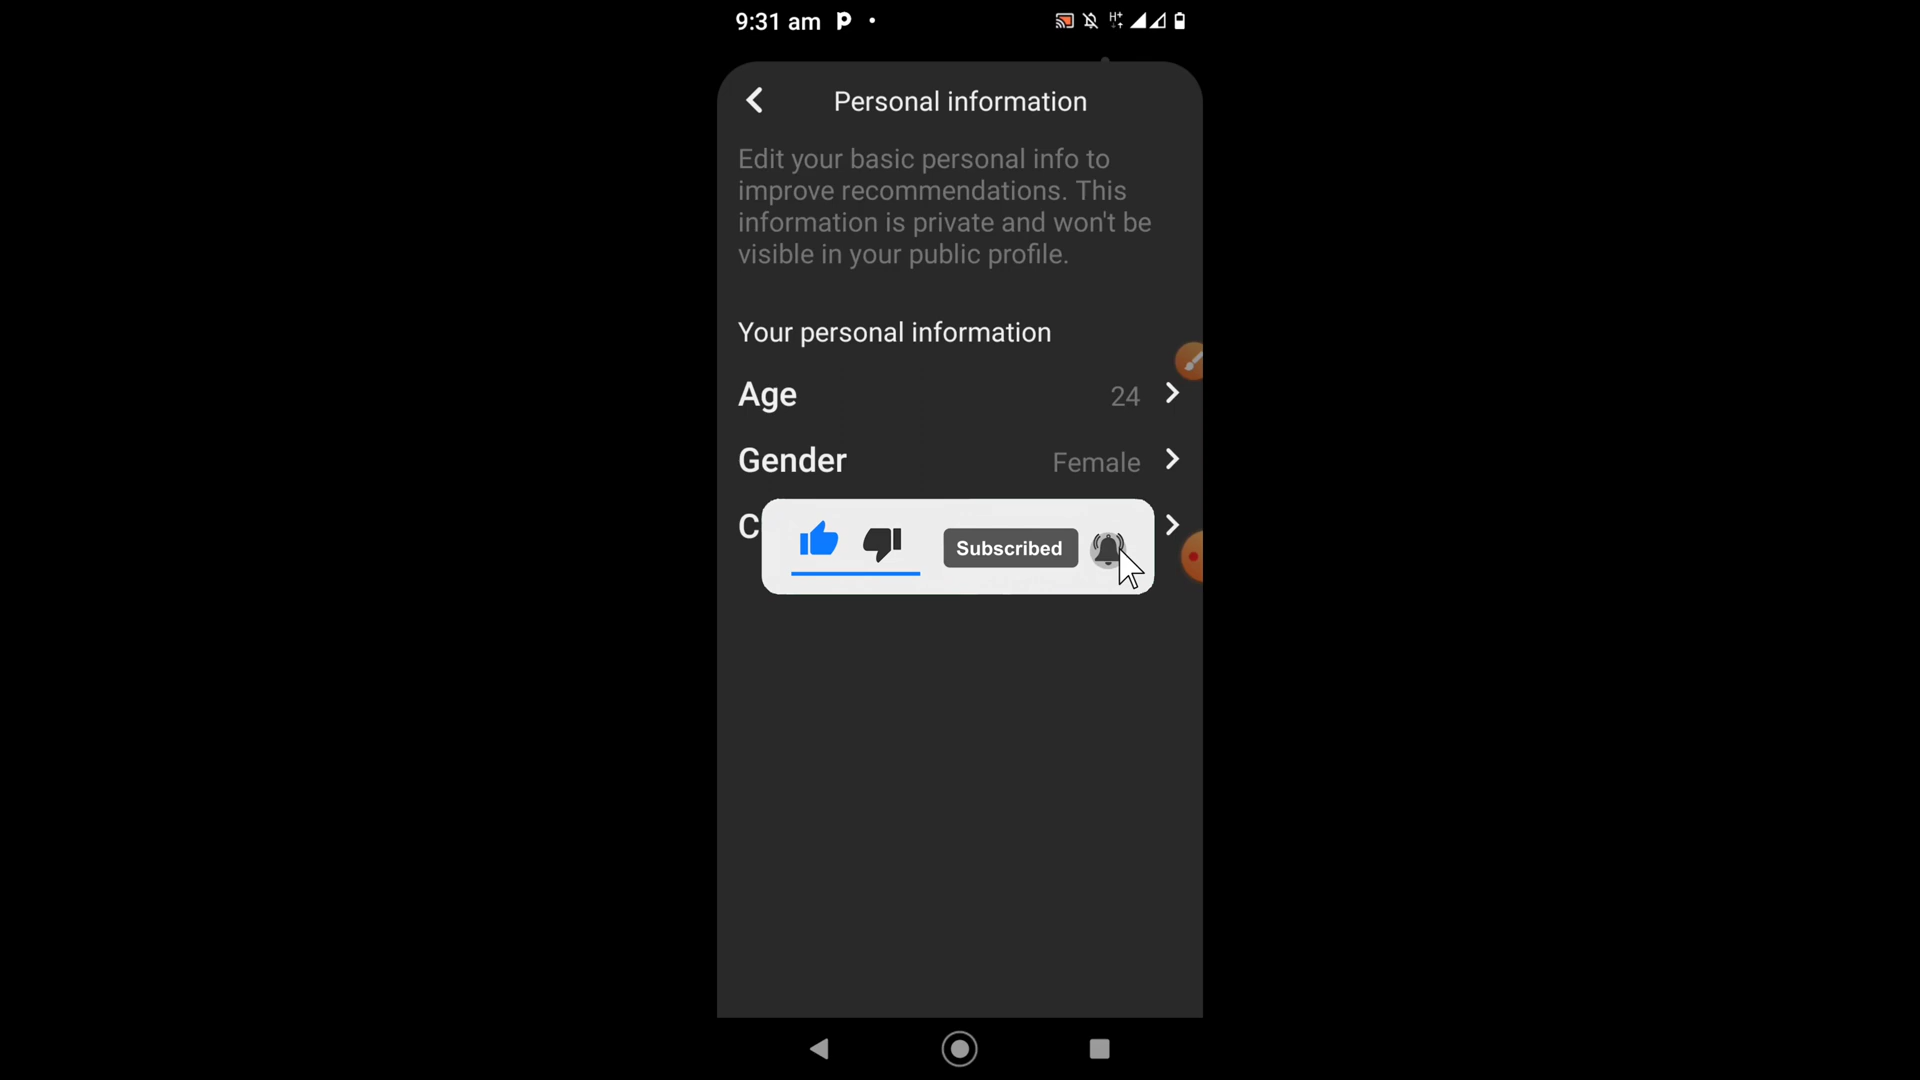 9:31 am
Personal information
Edit your basic personal info to
improve recommendations. This
information is private and won't be
visible in your public profile.
Your personal information
Age 24
Gender Female
C
Subscribed